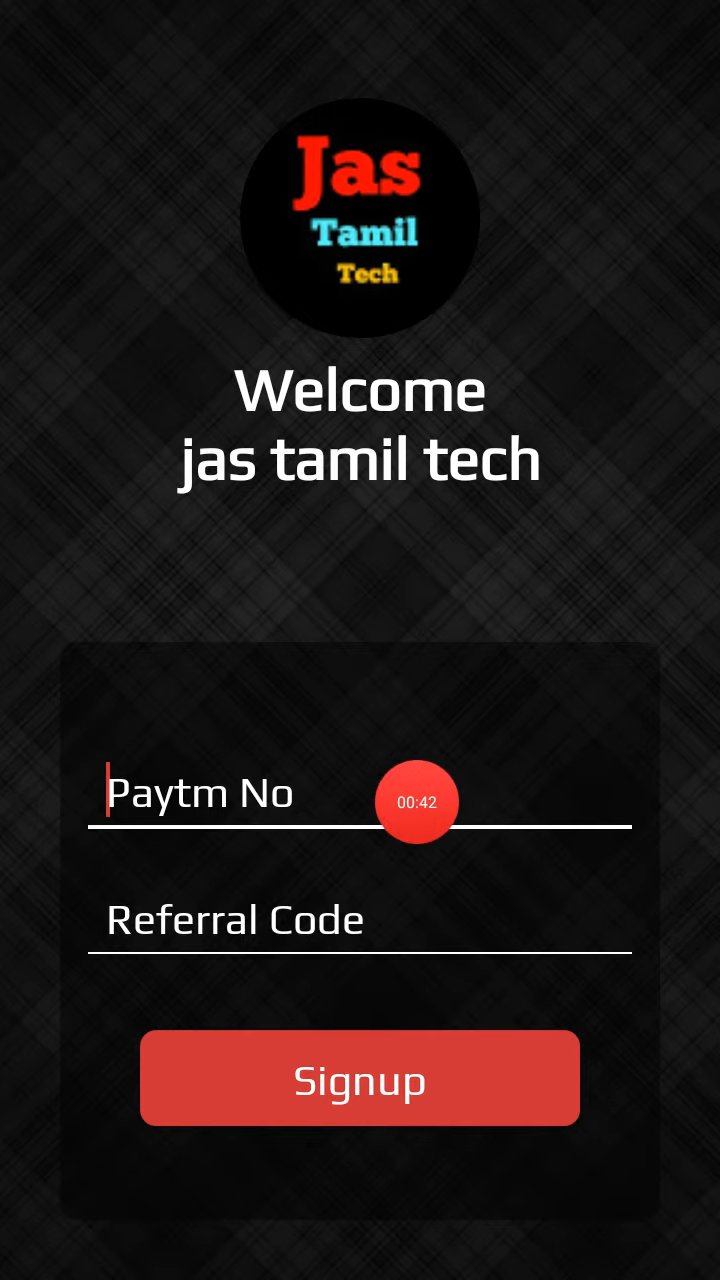 Jas
Tamil
Tech
Welcome
jas tamil tech
Paytm No
00:42
Referral Code
Signup